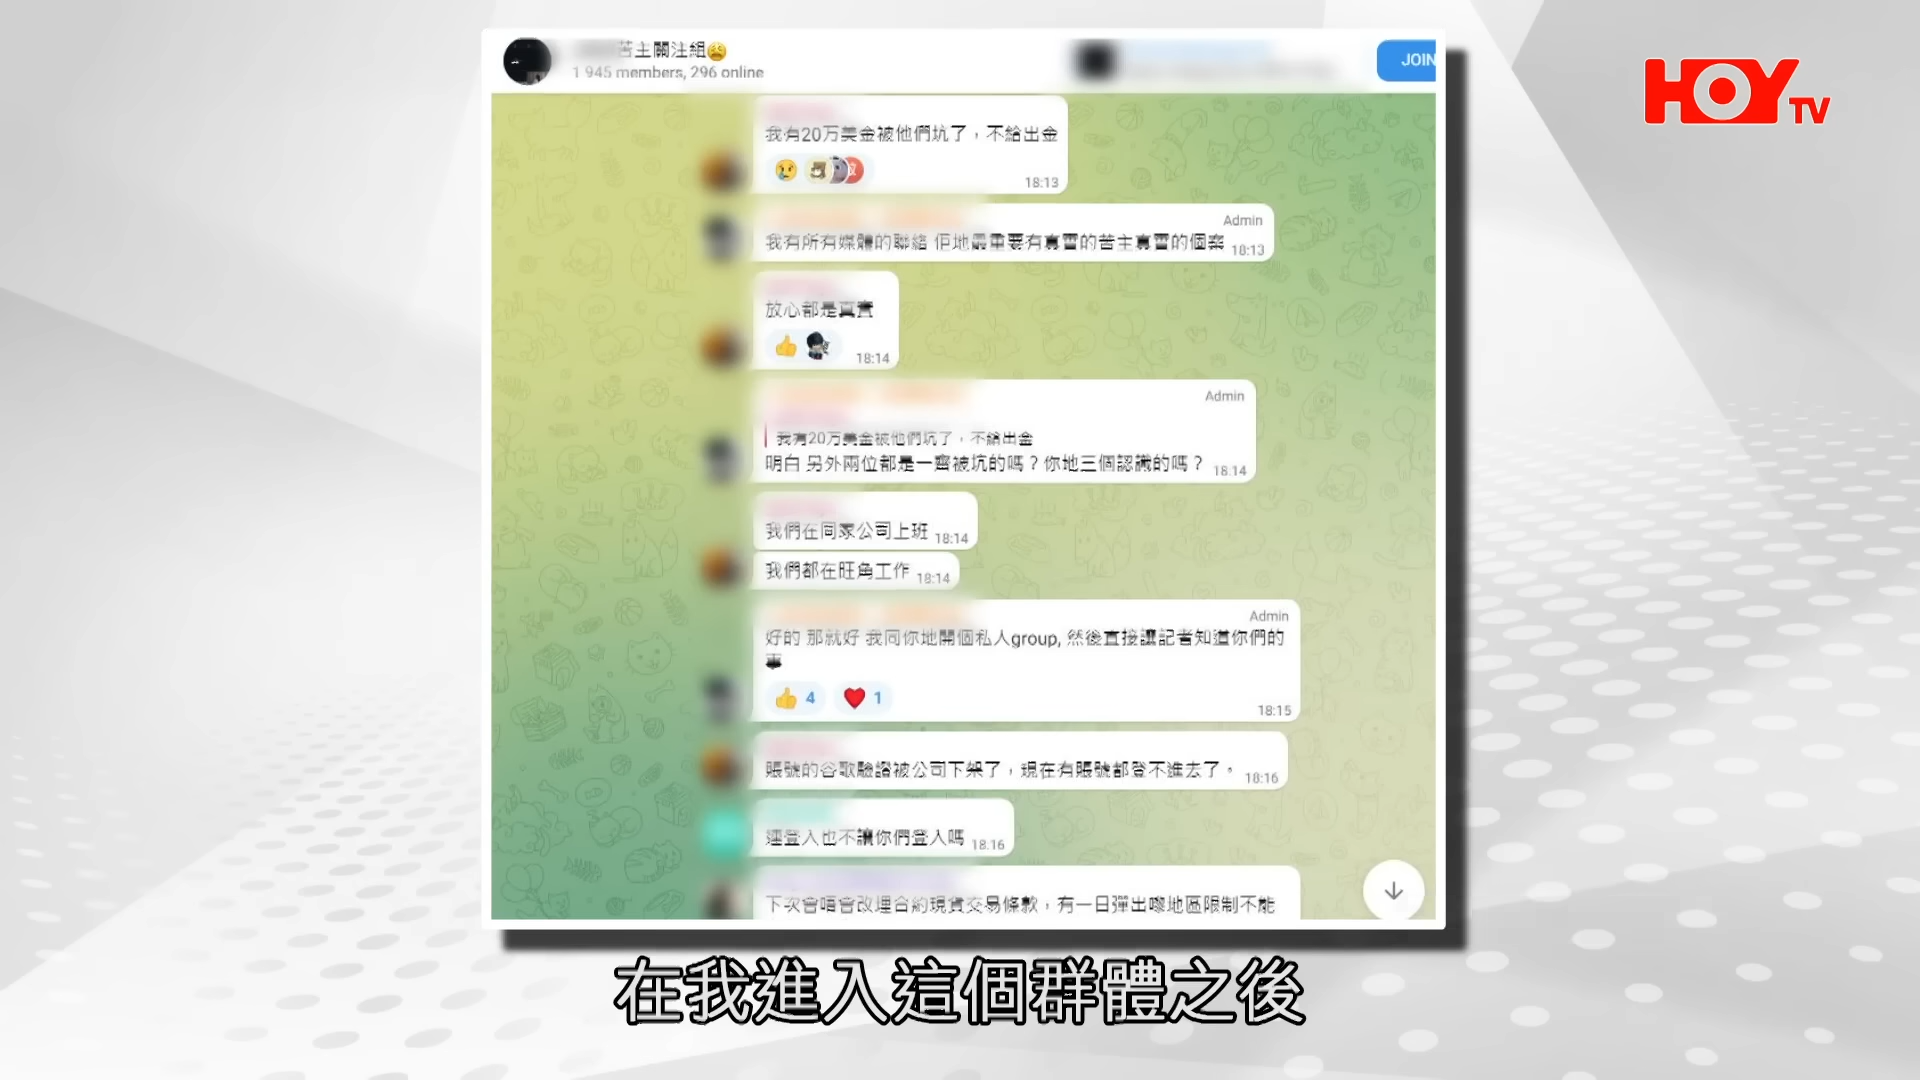 苦主關注組😫
1 945 members, 296 online
JOIN
HOY TV
我有20万美金被他們坑了，不給出金
18:13
Admin
我有所有媒體的聯絡 佢地最重要有真實的苦主真實的個案 18:13
放心都是真實
18:14
Admin
我有20万美金被他們坑了，不給出金
明白 另外兩位都是一齊被坑的嗎？你地三個認識的嗎？ 18:14
我們在同家公司上班 18:14
我們都在旺角工作 18:14
Admin
好的 那就好 我同你地開個私人group, 然後直接讓記者知道你們的
事
4 1
18:15
賬號的谷歌驗證被公司下架了，現在有賬號都登不進去了。 18:16
連登入也不讓你們登入嗎 18:16
下次會唔會改埋合約現貨交易條款，有一日彈出嚟地區限制不能
在我進入這個群體之後